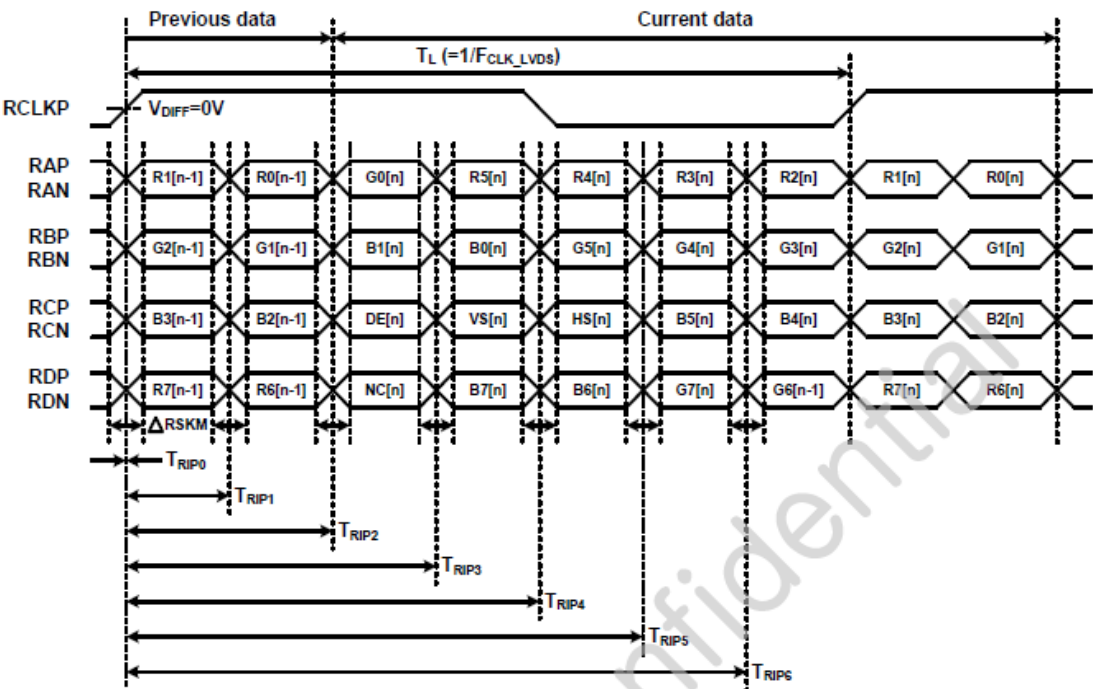 Previous data Current data
TL (=1/FCLK_LVDS)
RCLKP VDIFF=0V
RAP
RAN
R1[n-1] R0[n-1] G0[n] R5[n] R4[n] R3[n] R2[n] R1[n] R0[n]
RBP
RBN
G2[n-1] G1[n-1] B1[n] B0[n] G5[n] G4[n] G3[n] G2[n] G1[n]
RCP
RCN
B3[n-1] B2[n-1] DE[n] VS[n] HS[n] B5[n] B4[n] B3[n] B2[n]
RDP
RDN
R7[n-1] R6[n-1] NC[n] B7[n] B6[n] G7[n] G6[n-1] R7[n] R6[n]
ΔRSKM
TRIP0
TRIP1
TRIP2
TRIP3
TRIP4
TRIP5
TRIP6
nfidential